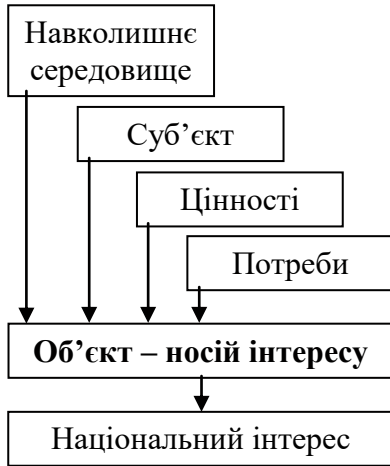 Навколишнє
середовище
Суб’єкт
Цінності
Потреби
Об’єкт – носій інтересу
Національний інтерес